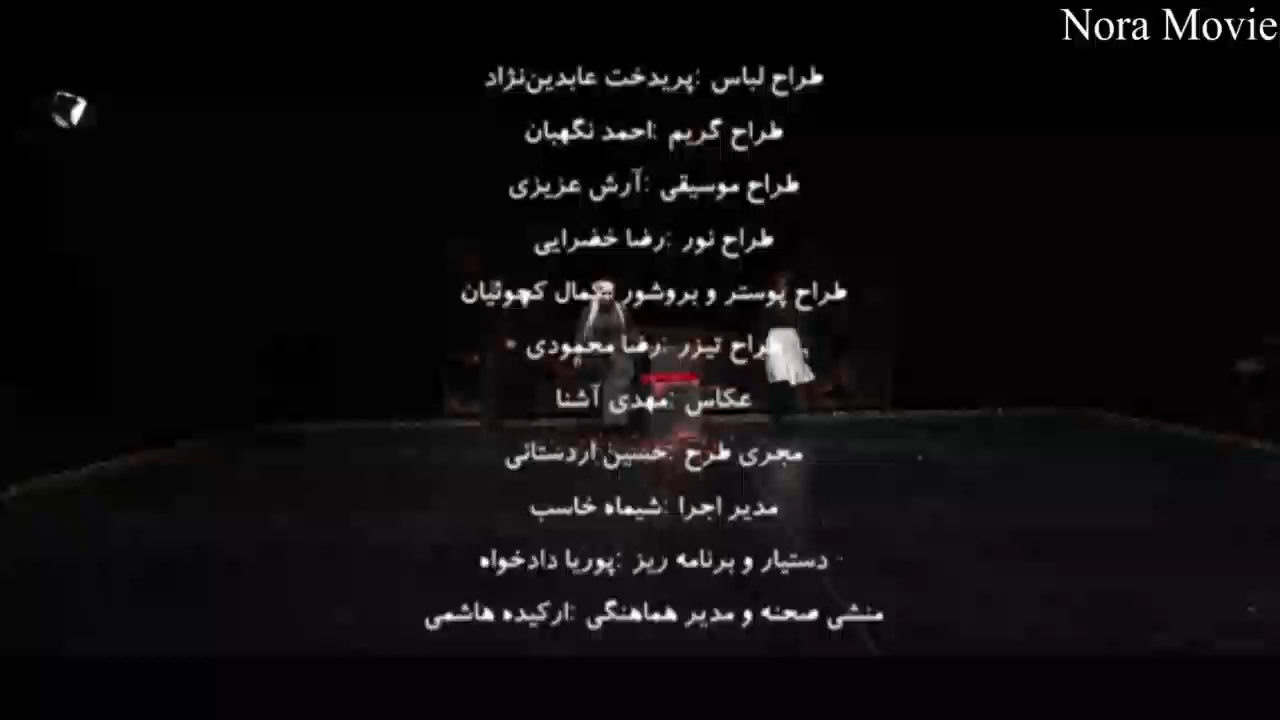 Nora Movie
طراح لباس :پریدخت عابدین‌نژاد
طراح گریم :احمد نگهبان
طراح موسیقی :آرش عزیزی
طراح نور :رضا خضرایی
طراح پوستر و بروشور :کمال کچوئیان
طراح تیزر :رضا محمودی
عکاس :مهدی آشنا
مجری طرح :حسین اردستانی
مدیر اجرا :شیماه خاسب
دستیار و برنامه ریز :پوریا دادخواه
منشی صحنه و مدیر هماهنگی :ارکیده هاشمی